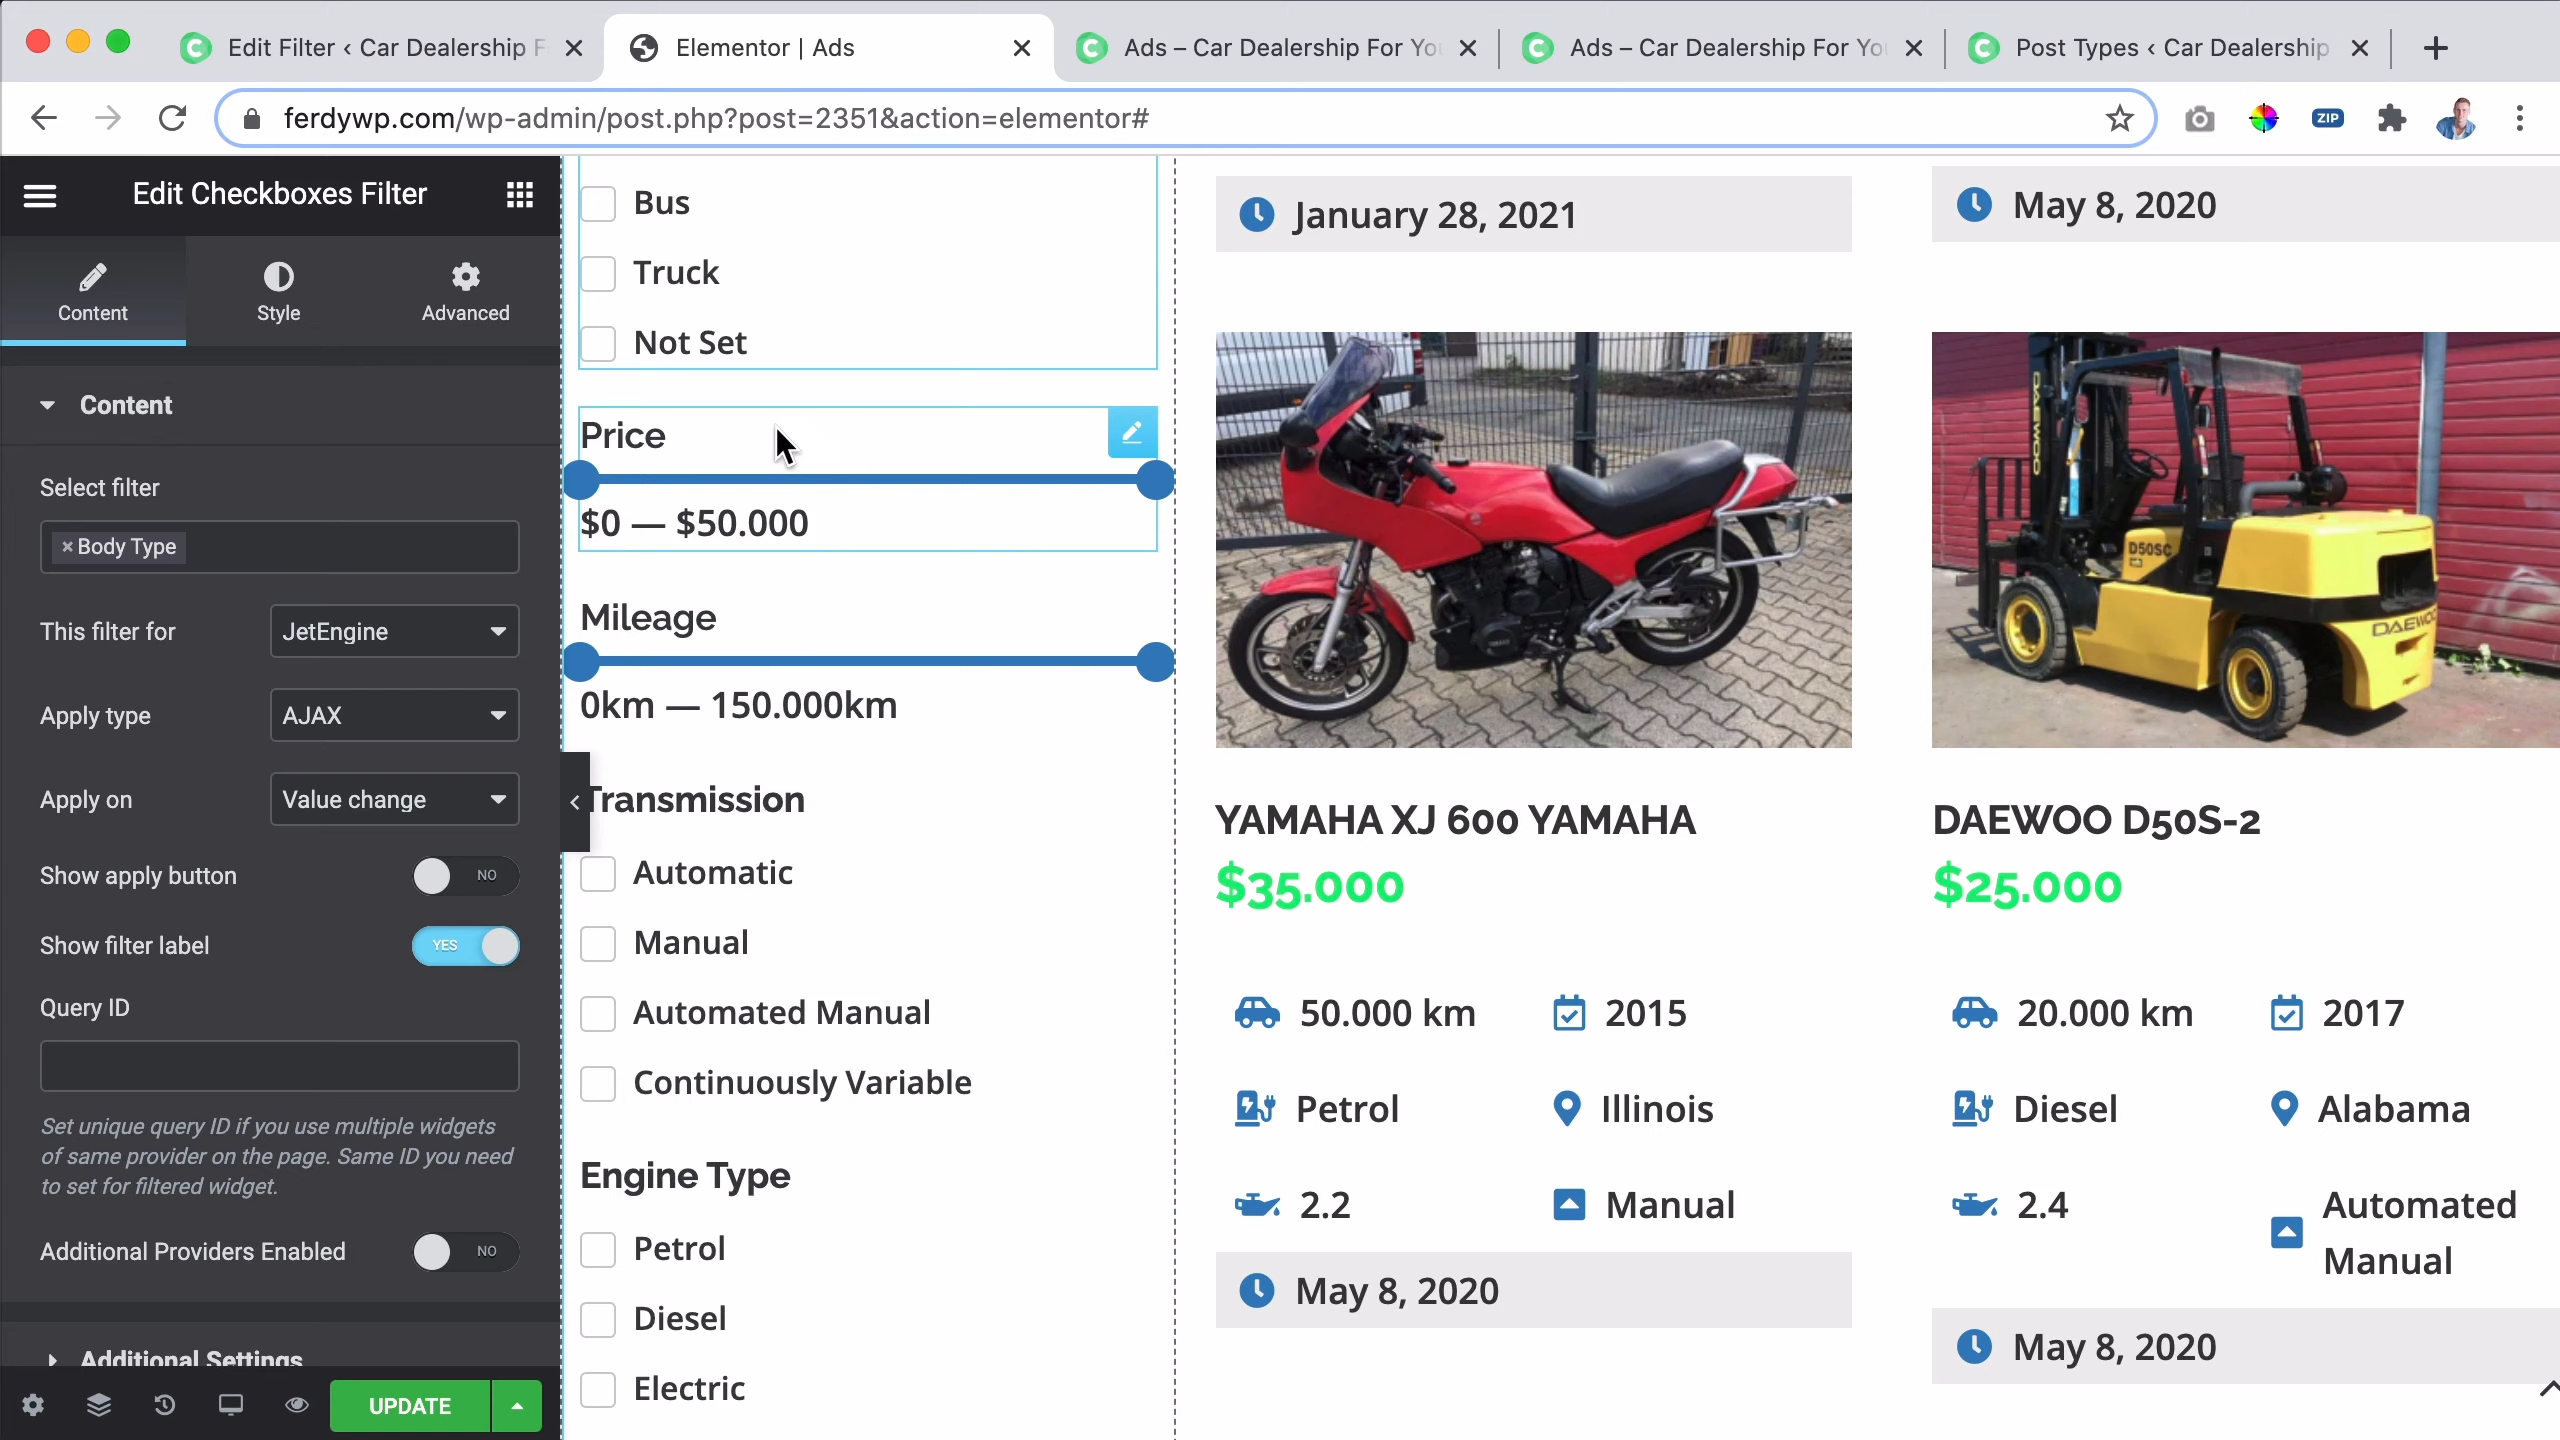 Edit Filter ‹ Car Dealership F
Elementor | Ads
Ads – Car Dealership For You
Ads – Car Dealership For You
Post Types ‹ Car Dealership
ferdywp.com/wp-admin/post.php?post=2351&action=elementor#
ZIP
Edit Checkboxes Filter
Content
Style
Advanced
Content
Select filter
×Body Type
This filter for
JetEngine
Apply type
AJAX
Apply on
Value change
Show apply button
NO
Show filter label
YES
Query ID
Set unique query ID if you use multiple widgets
of same provider on the page. Same ID you need
to set for filtered widget.
Additional Providers Enabled
NO
Additional Settings
UPDATE
Bus
Truck
Not Set
Price
$0 — $50.000
Mileage
0km — 150.000km
Transmission
Automatic
Manual
Automated Manual
Continuously Variable
Engine Type
Petrol
Diesel
Electric
January 28, 2021
YAMAHA XJ 600 YAMAHA
$35.000
50.000 km
2015
Petrol
Illinois
2.2
Manual
May 8, 2020
May 8, 2020
DAEWOO
D50SC
DAEWOO
DAEWOO D50S-2
$25.000
20.000 km
2017
Diesel
Alabama
2.4
Automated
Manual
May 8, 2020